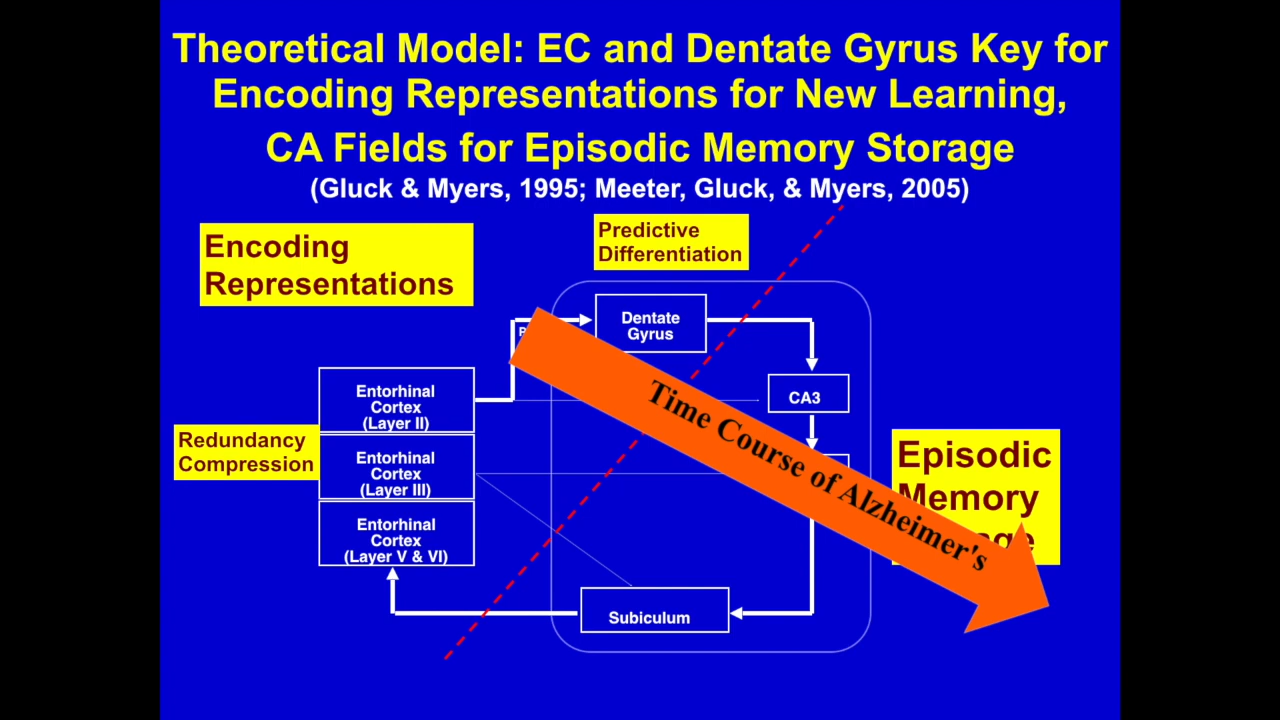 Theoretical Model: EC and Dentate Gyrus Key for
Encoding Representations for New Learning,
CA Fields for Episodic Memory Storage
(Gluck & Myers, 1995; Meeter, Gluck, & Myers, 2005)
Encoding
Representations
Predictive
Differentiation
Dentate
Gyrus
Entorhinal
Cortex
(Layer II)
CA3
Redundancy
Compression
Entorhinal
Cortex
(Layer III)
Time Course of Alzheimer's
Episodic
Memory
Entorhinal
Cortex
(Layer V & VI)
Subiculum